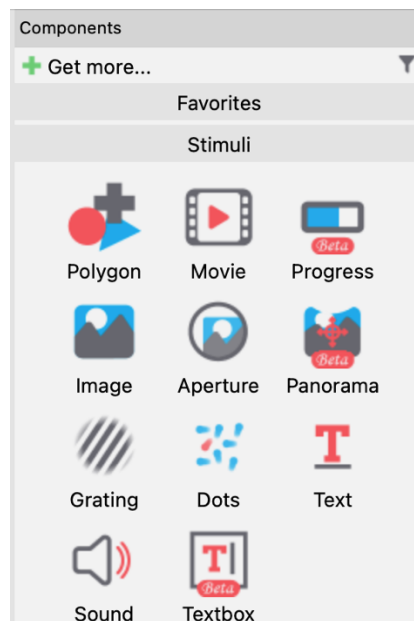 Components
Get more...
Favorites
Stimuli
Polygon Movie Progress
Beta
Image Aperture Panorama
Beta
Grating Dots Text
T
Sound Textbox
T
Beta